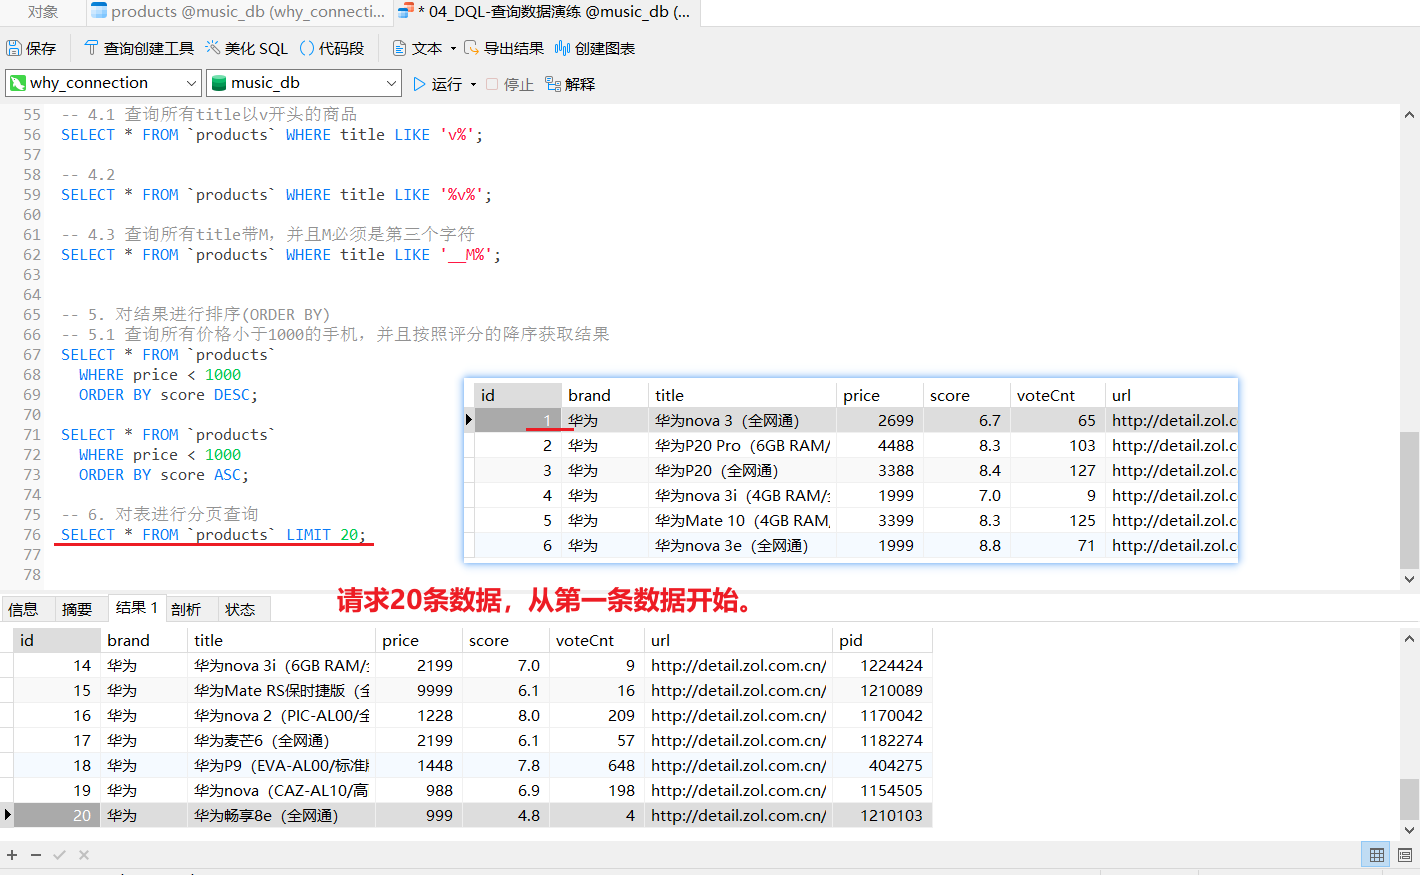 对象 products @music_db (why_connecti... * 04_DQL-查询数据演练 @music_db (...
保存 查询创建工具 美化 SQL () 代码段 文本 导出结果 创建图表
why_connection music_db 运行 停止 解释
55 -- 4.1 查询所有title以v开头的商品
56 SELECT * FROM `products` WHERE title LIKE 'v%';
57
58 -- 4.2
59 SELECT * FROM `products` WHERE title LIKE '%v%';
60
61 -- 4.3 查询所有title带M，并且M必须是第三个字符
62 SELECT * FROM `products` WHERE title LIKE '__M%';
63
64
65 -- 5. 对结果进行排序(ORDER BY)
66 -- 5.1 查询所有价格小于1000的手机，并且按照评分的降序获取结果
67 SELECT * FROM `products`
68 WHERE price < 1000
69 ORDER BY score DESC;
70
71 SELECT * FROM `products`
72 WHERE price < 1000
73 ORDER BY score ASC;
74
75 -- 6. 对表进行分页查询
76 SELECT * FROM `products` LIMIT 20;
77
78
id brand title price score voteCnt url
1 华为 华为nova 3（全网通） 2699 6.7 65 http://detail.zol.c
2 华为 华为P20 Pro（6GB RAM/ 4488 8.3 103 http://detail.zol.c
3 华为 华为P20（全网通） 3388 8.4 127 http://detail.zol.c
4 华为 华为nova 3i（4GB RAM/ 1999 7.0 9 http://detail.zol.c
5 华为 华为Mate 10（4GB RAM, 3399 8.3 125 http://detail.zol.c
6 华为 华为nova 3e（全网通） 1999 8.8 71 http://detail.zol.c
请求20条数据，从第一条数据开始。
信息 摘要 结果 1 剖析 状态
id brand title price score voteCnt url pid
14 华为 华为nova 3i（6GB RAM/ 2199 7.0 9 http://detail.zol.com.cn/ 1224424
15 华为 华为Mate RS保时捷版（全 9999 6.1 16 http://detail.zol.com.cn/ 1210089
16 华为 华为nova 2（PIC-AL00/全 1228 8.0 209 http://detail.zol.com.cn/ 1170042
17 华为 华为麦芒6（全网通） 2199 6.1 57 http://detail.zol.com.cn/ 1182274
18 华为 华为P9（EVA-AL00/标准版 1448 7.8 648 http://detail.zol.com.cn/ 404275
19 华为 华为nova（CAZ-AL10/高 988 6.9 198 http://detail.zol.com.cn/ 1154505
20 华为 华为畅享8e（全网通） 999 4.8 4 http://detail.zol.com.cn/ 1210103